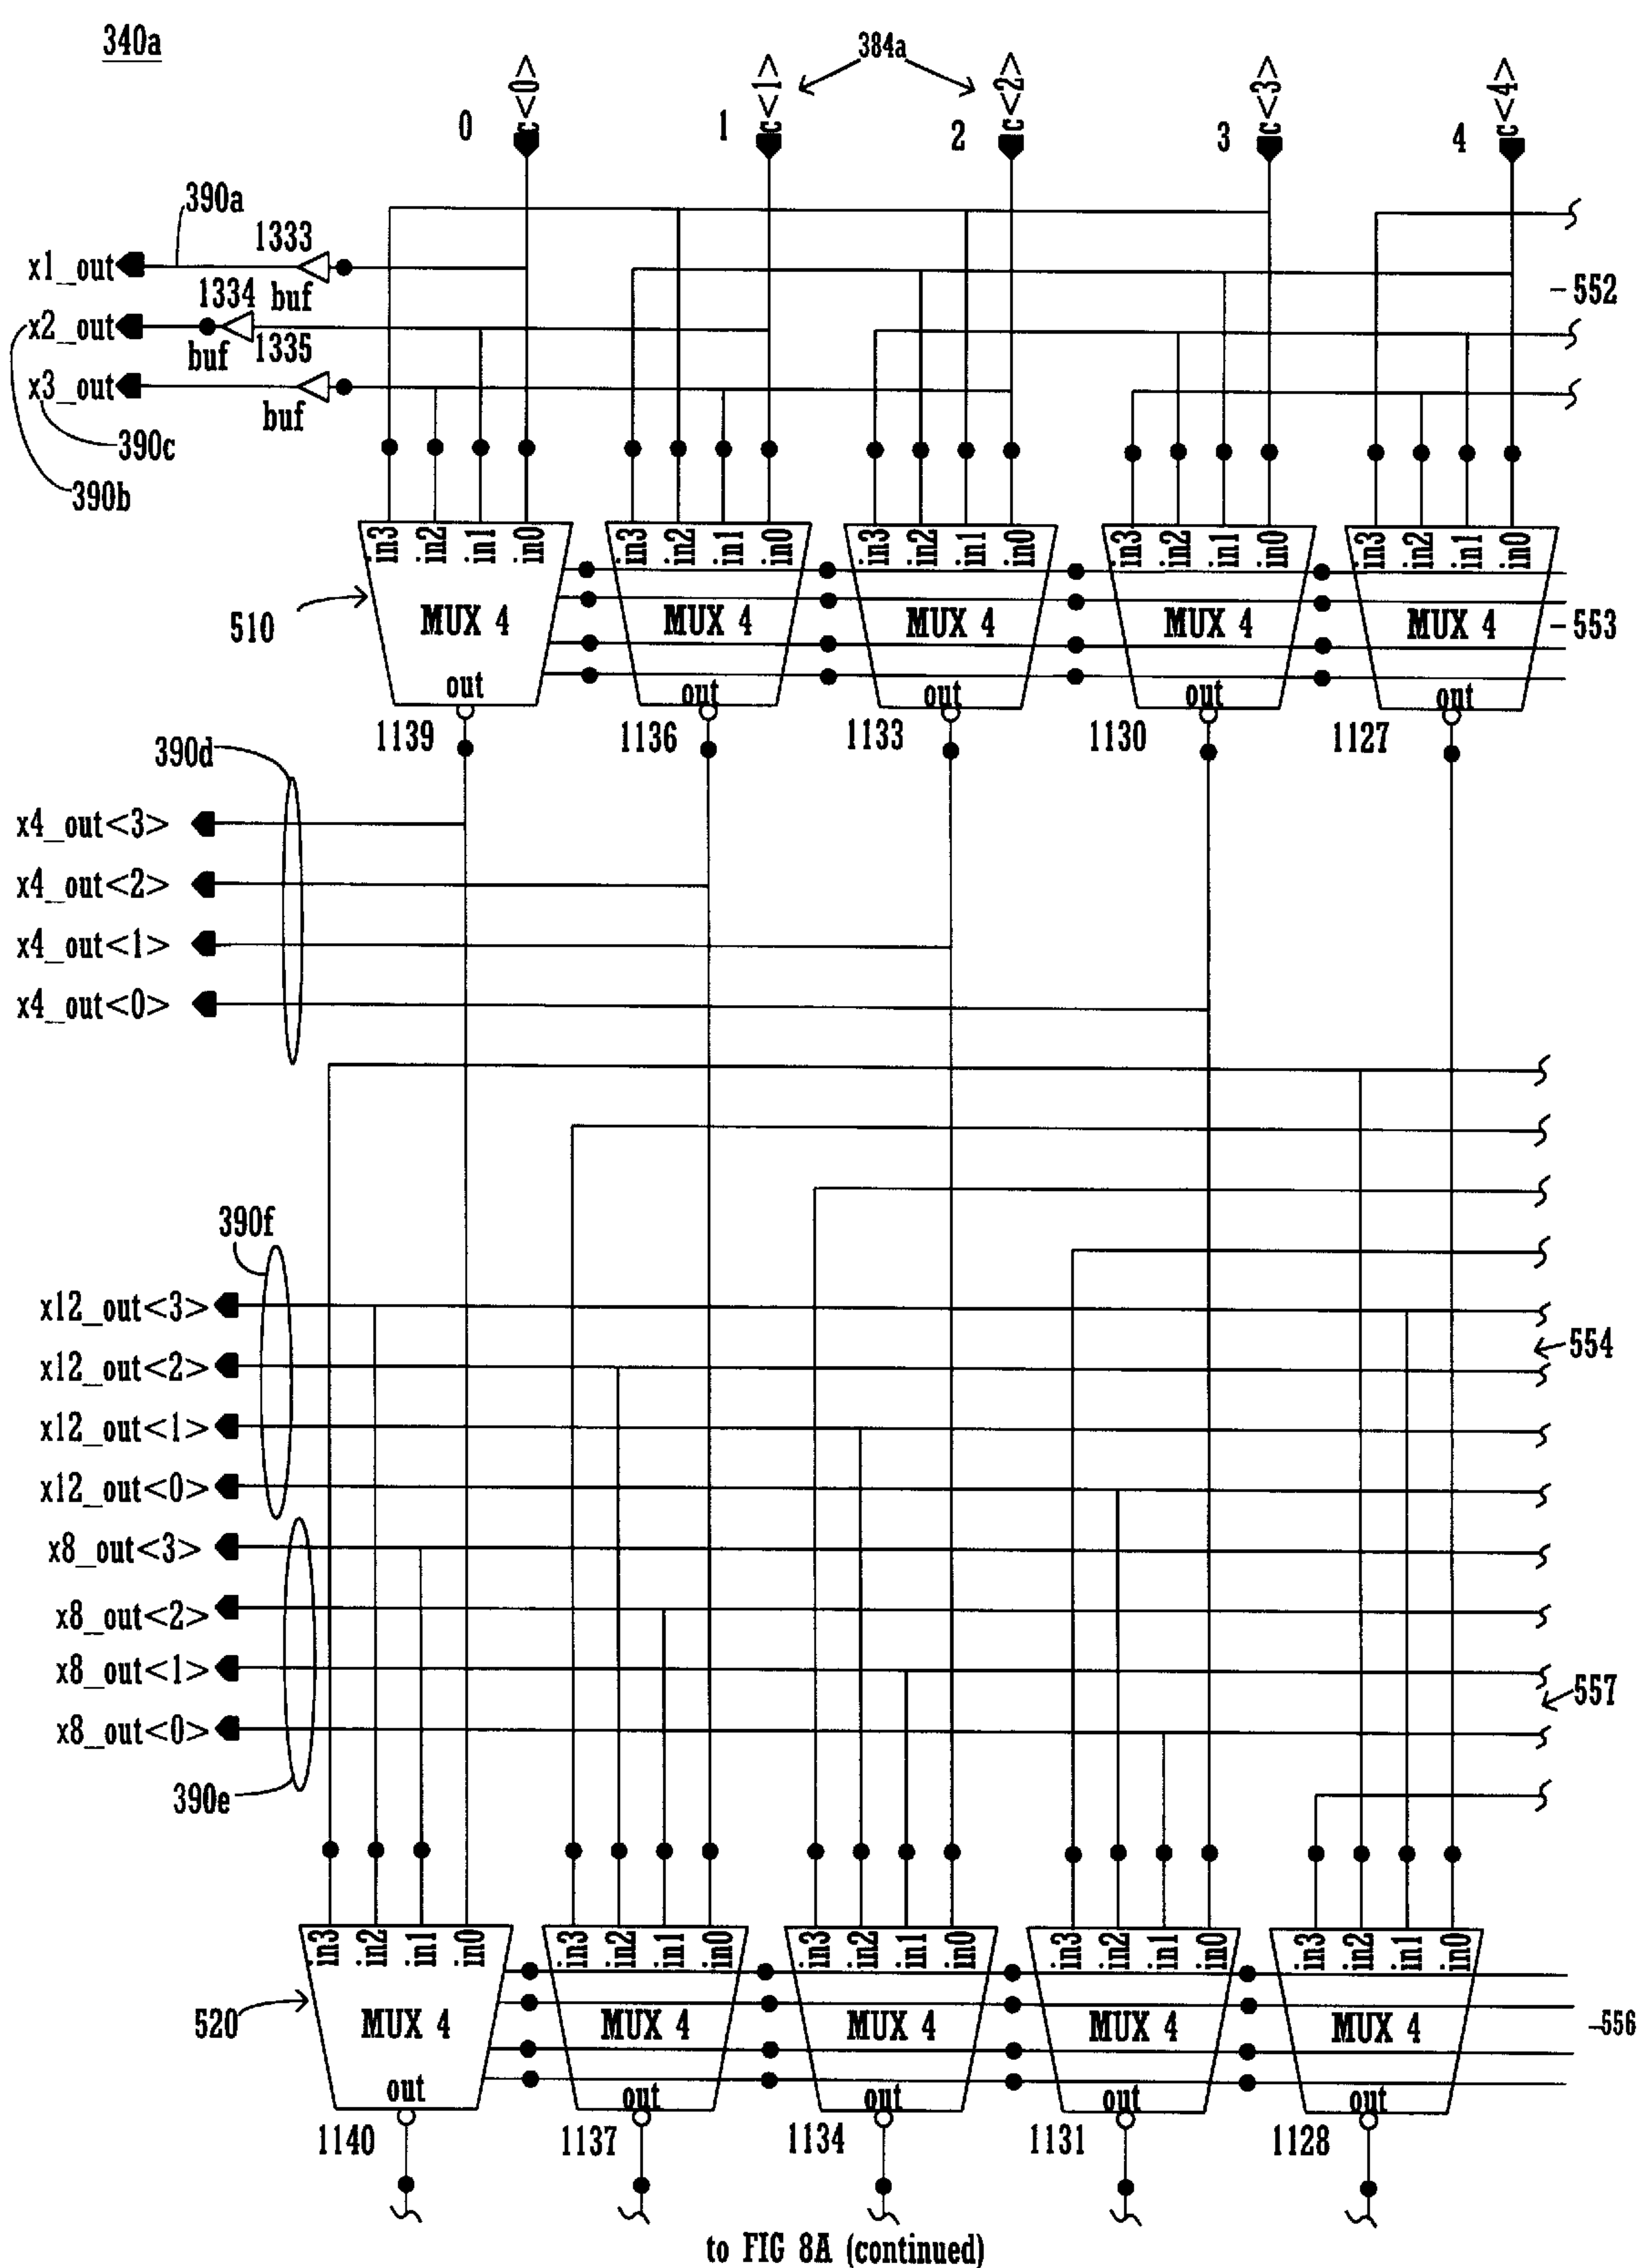 340a
384a
0
c<0>
1
c<1>
2
c<2>
3
c<3>
4
c<4>
390a
1333
x1_out
buf
552
1334
x2_out
buf
1335
x3_out
buf
390c
390b
in3 in2 in1 in0
in3 in2 in1 in0
in3 in2 in1 in0
in3 in2 in1 in0
in3 in2 in1 in0
510
MUX 4
MUX 4
MUX 4
MUX 4
MUX 4
553
out
out
out
out
out
1139
1136
1133
1130
1127
390d
x4_out<3>
x4_out<2>
x4_out<1>
x4_out<0>
390f
x12_out<3>
554
x12_out<2>
x12_out<1>
x12_out<0>
x8_out<3>
x8_out<2>
x8_out<1>
557
x8_out<0>
390e
in3 in2 in1 in0
in3 in2 in1 in0
in3 in2 in1 in0
in3 in2 in1 in0
in3 in2 in1 in0
520
MUX 4
MUX 4
MUX 4
MUX 4
MUX 4
556
out
out
out
out
out
1140
1137
1134
1131
1128
to FIG 8A (continued)